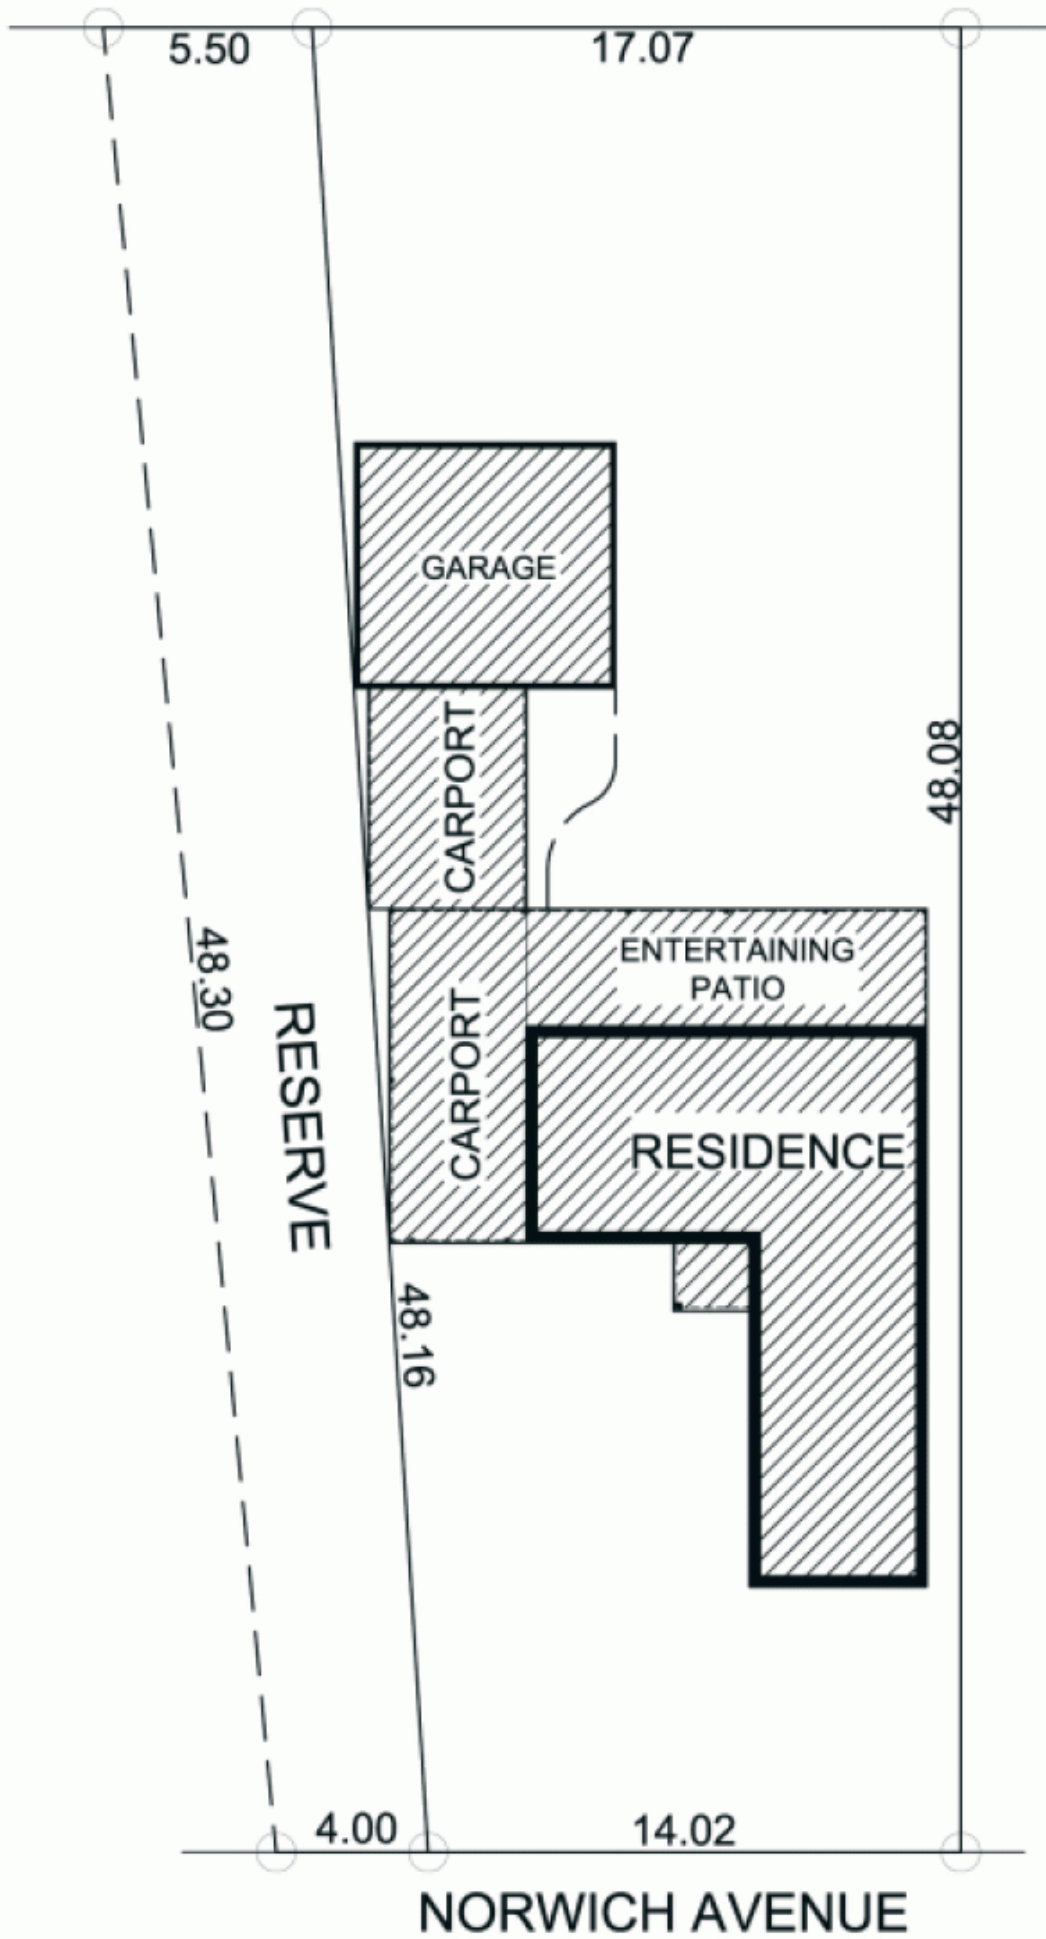 5.50
17.07
GARAGE
CARPORT
48.08
ENTERTAINING
PATIO
48.30
RESERVE
CARPORT
RESIDENCE
48.16
4.00
14.02
NORWICH AVENUE